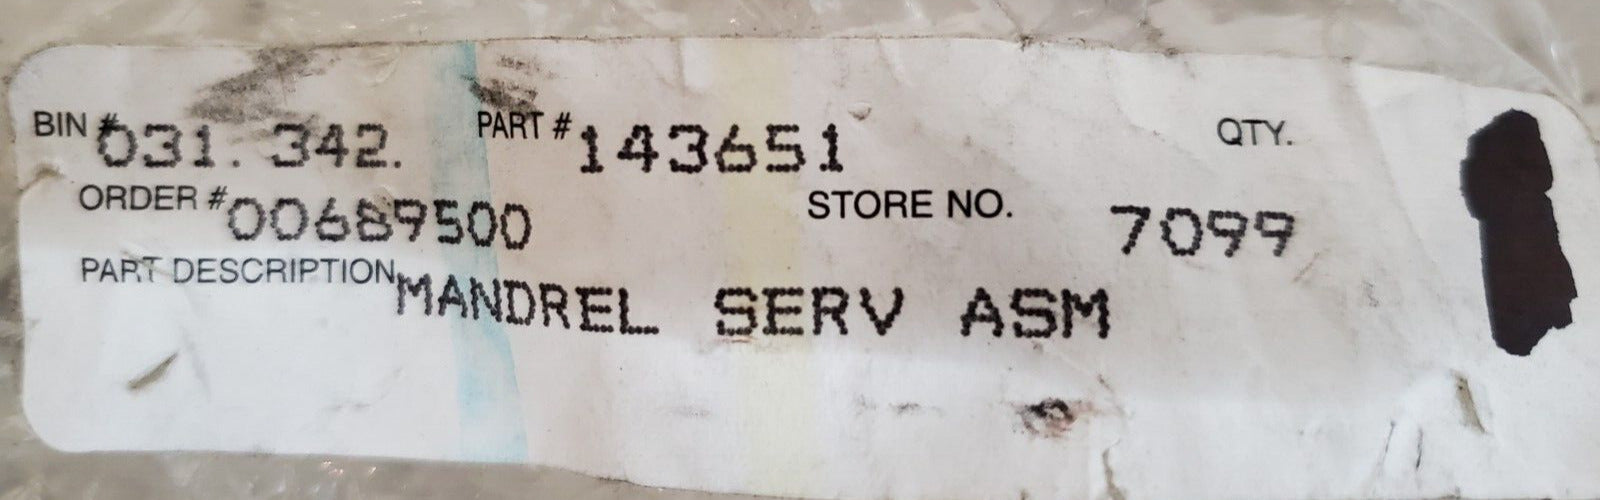 BIN # 031. 342. PART # 143651 QTY.
ORDER # 00689500 STORE NO. 7099
PART DESCRIPTION MANDREL SERV ASM